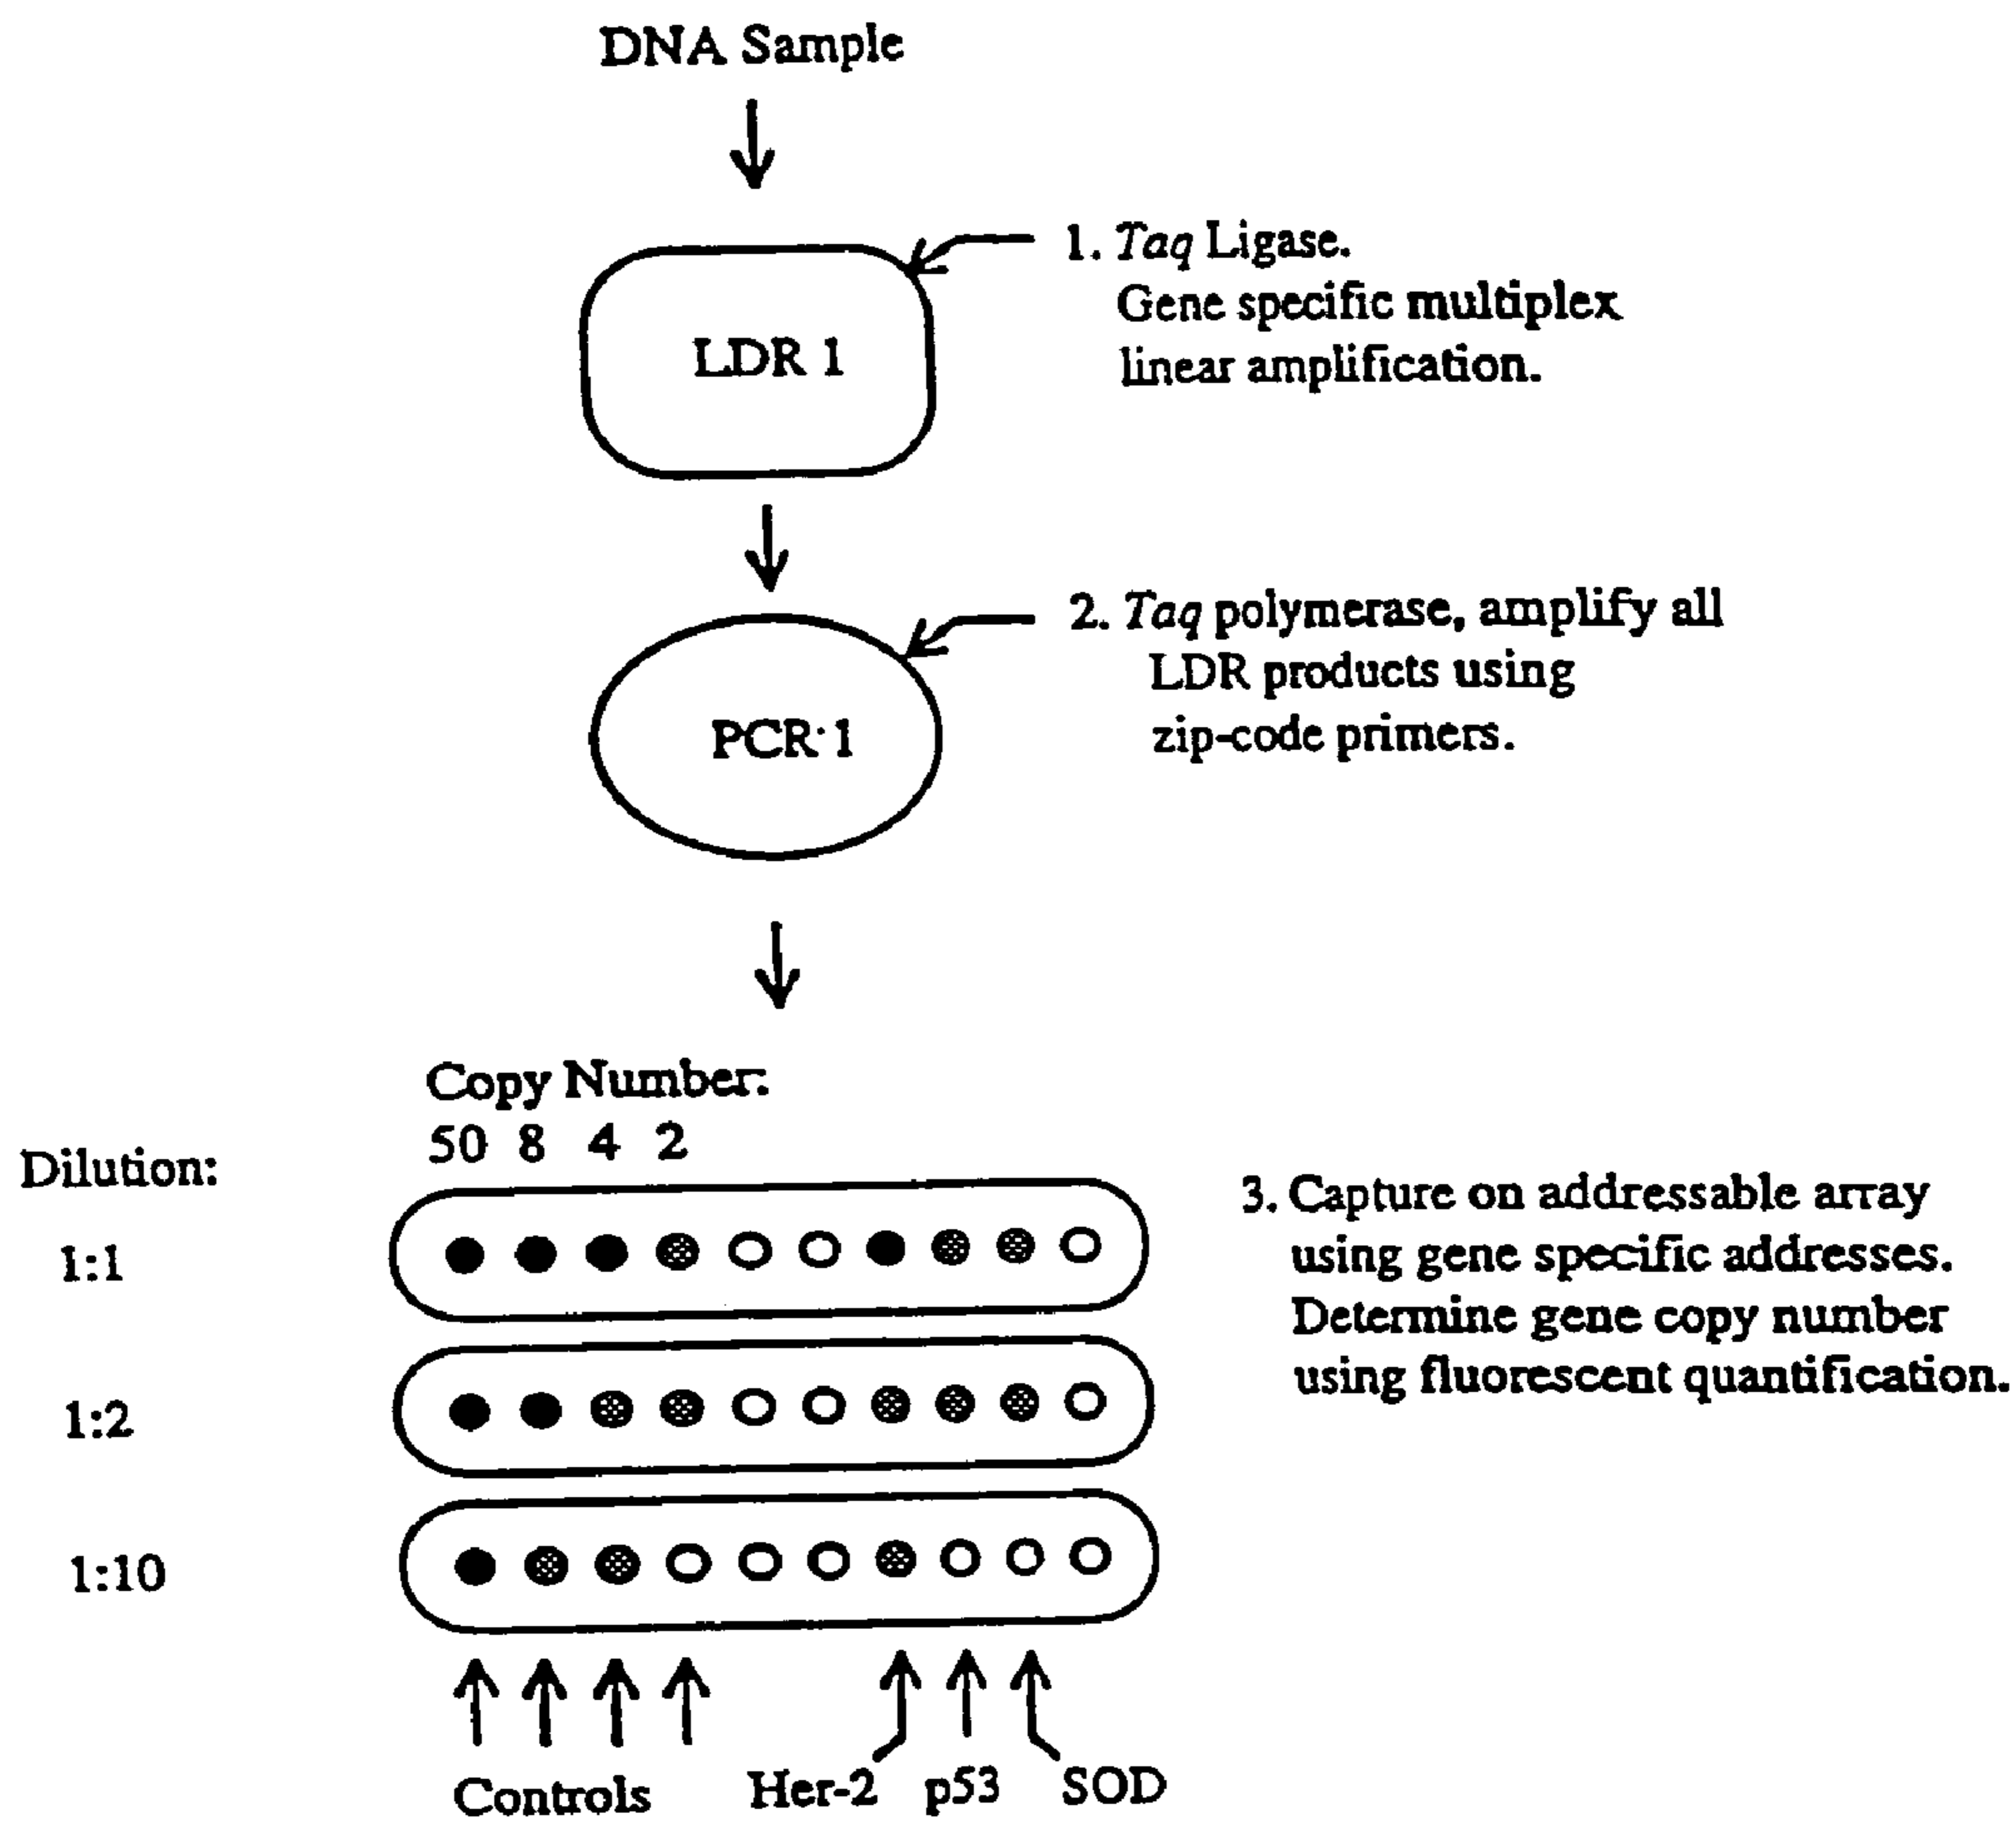 DNA Sample
1. Taq Ligase.
Gene specific multiplex
linear amplification.
LDR 1
2. Taq polymerase, amplify all
LDR products using
zip-code primers.
PCR 1
Copy Number:
50 8 4 2
Dilution:
3. Capture on addressable array
using gene specific addresses.
Determine gene copy number
using fluorescent quantification.
1:1
1:2
1:10
Controls
Her-2
p53
SOD